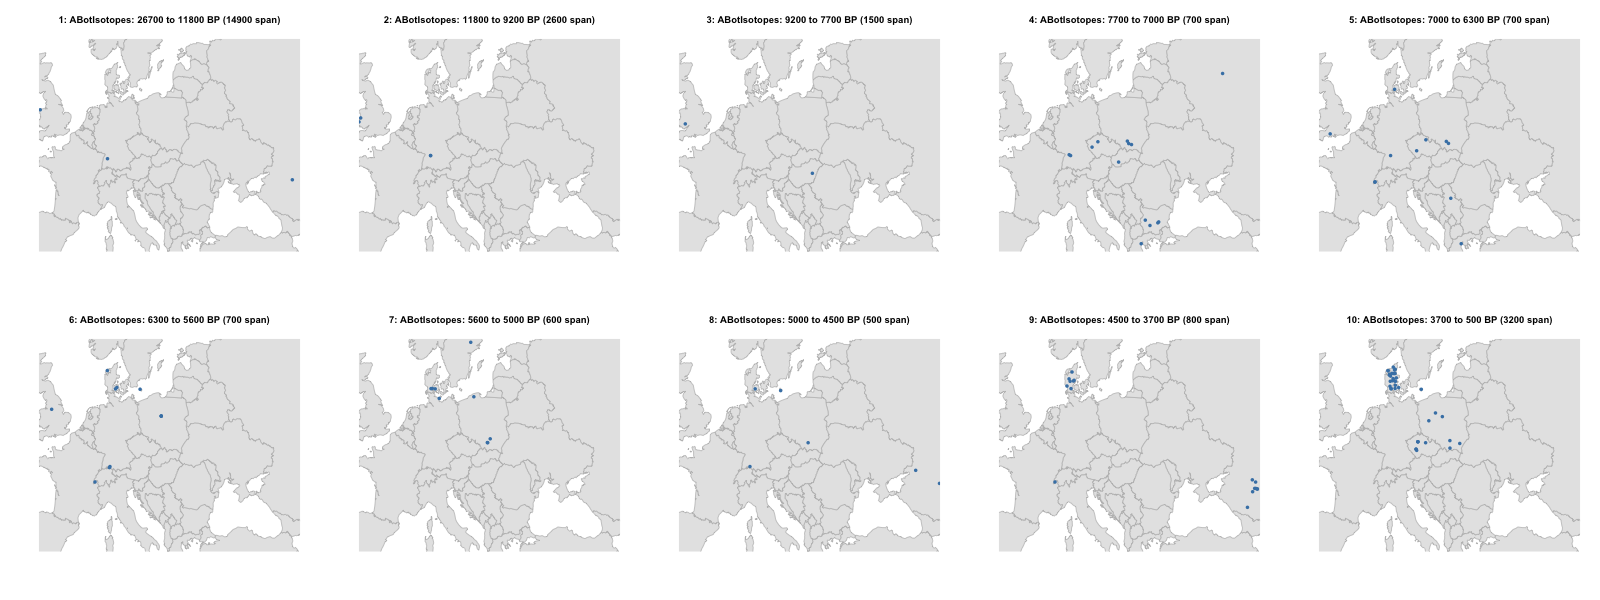 1: ABotIsotopes: 26700 to 11800 BP (14900 span)
2: ABotIsotopes: 11800 to 9200 BP (2600 span)
3: ABotIsotopes: 9200 to 7700 BP (1500 span)
4: ABotIsotopes: 7700 to 7000 BP (700 span)
5: ABotIsotopes: 7000 to 6300 BP (700 span)
6: ABotIsotopes: 6300 to 5600 BP (700 span)
7: ABotIsotopes: 5600 to 5000 BP (600 span)
8: ABotIsotopes: 5000 to 4500 BP (500 span)
9: ABotIsotopes: 4500 to 3700 BP (800 span)
10: ABotIsotopes: 3700 to 500 BP (3200 span)